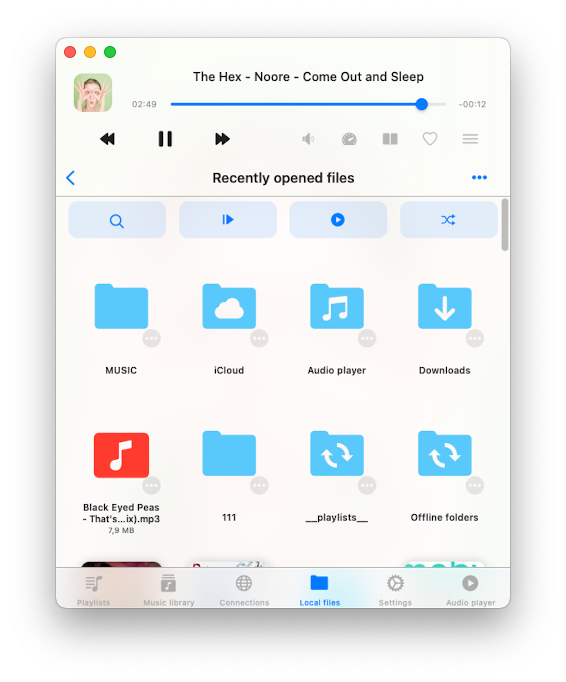 The Hex - Noore - Come Out and Sleep
02:49
-00:12
Recently opened files
MUSIC
iCloud
Audio player
Downloads
Black Eyed Peas
- That's...ix).mp3
7,9 MB
111
__playlists__
Offline folders
Playlists
Music library
Connections
Local files
Settings
Audio player